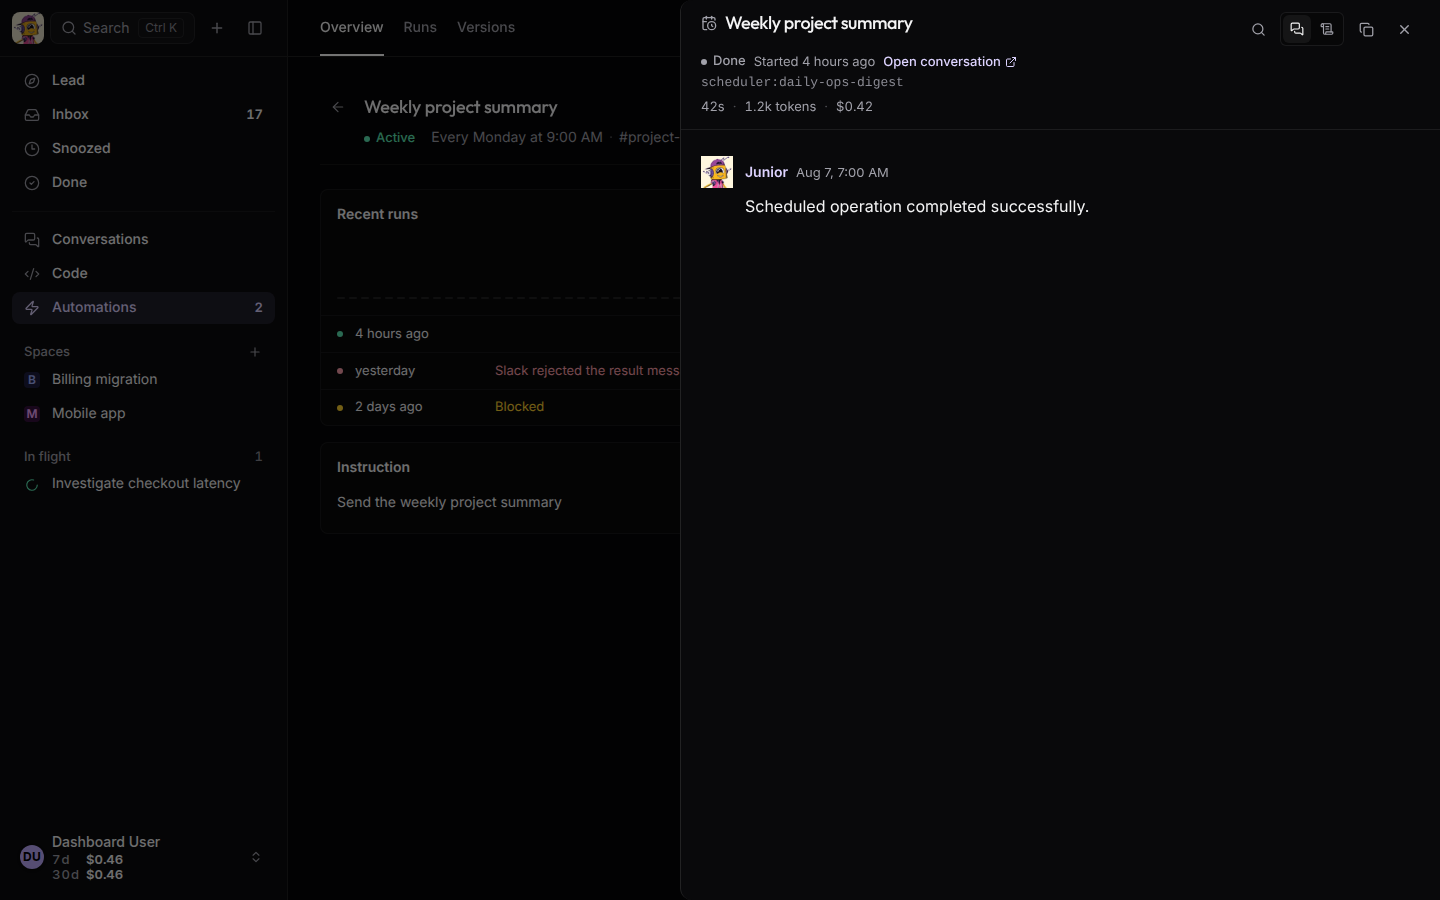 Search Ctrl K
Lead
Inbox 17
Snoozed
Done
Conversations
Code
Automations 2
Spaces
B Billing migration
M Mobile app
In flight 1
Investigate checkout latency
DU Dashboard User
7d $0.46
30d $0.46
Overview Runs Versions
Weekly project summary
Active Every Monday at 9:00 AM · #project-
Recent runs
4 hours ago
yesterday Slack rejected the result mess
2 days ago Blocked
Instruction
Send the weekly project summary
Weekly project summary
Done Started 4 hours ago Open conversation
scheduler:daily-ops-digest
42s · 1.2k tokens · $0.42
Junior Aug 7, 7:00 AM
Scheduled operation completed successfully.